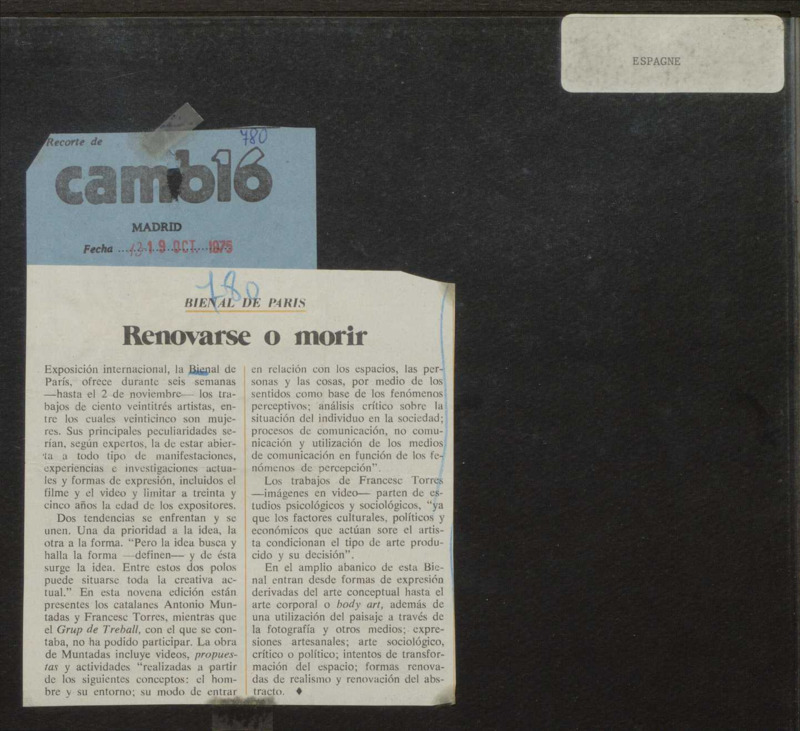 ESPAGNE
Recorte de
780
cambio16
MADRID
Fecha 19 OCT. 1975
780
BIENAL DE PARIS
Renovarse o morir
Exposición internacional, la Bienal de
París, ofrece durante seis semanas
—hasta el 2 de noviembre— los tra-
bajos de ciento veintitrés artistas, en-
tre los cuales veinticinco son muje-
res. Sus principales peculiaridades se-
rían, según expertos, la de estar abier-
ta a todo tipo de manifestaciones,
experiencias e investigaciones actua-
les y formas de expresión, incluidos el
filme y el video y limitar a treinta y
cinco años la edad de los expositores.
Dos tendencias se enfrentan y se
unen. Una da prioridad a la idea, la
otra a la forma. “Pero la idea busca y
halla la forma —definen— y de ésta
surge la idea. Entre estos dos polos
puede situarse toda la creativa ac-
tual.” En esta novena edición están
presentes los catalanes Antonio Mun-
tadas y Francesc Torres, mientras que
el Grup de Treball, con el que se con-
taba, no ha podido participar. La obra
de Muntadas incluye videos, propues-
tas y actividades “realizadas a partir
de los siguientes conceptos: el hom-
bre y su entorno; su modo de entrar
en relación con los espacios, las per-
sonas y las cosas, por medio de los
sentidos como base de los fenómenos
perceptivos; análisis crítico sobre la
situación del individuo en la sociedad;
procesos de comunicación, no comu-
nicación y utilización de los medios
de comunicación en función de los fe-
nómenos de percepción”.
Los trabajos de Francesc Torres
—imágenes en video— parten de es-
tudios psicológicos y sociológicos, “ya
que los factores culturales, políticos y
económicos que actúan sore el artis-
ta condicionan el tipo de arte produ-
cido y su decisión”.
En el amplio abanico de esta Bie-
nal entran desde formas de expresión
derivadas del arte conceptual hasta el
arte corporal o body art, además de
una utilización del paisaje a través de
la fotografía y otros medios; expre-
siones artesanales; arte sociológico,
crítico o político; intentos de transfor-
mación del espacio; formas renova-
das de realismo y renovación del abs-
tracto. ♦